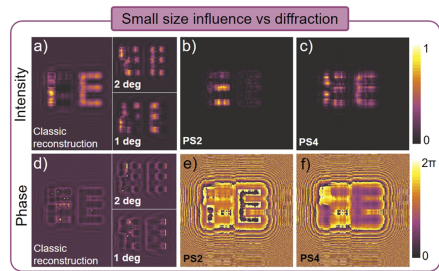 Small size influence vs diffraction
a)
b)
c)
Intensity
2 deg
1 deg
Classic
reconstruction
PS2
PS4
1
0
d)
e)
f)
Phase
2 deg
1 deg
Classic
reconstruction
PS2
PS4
2π
0